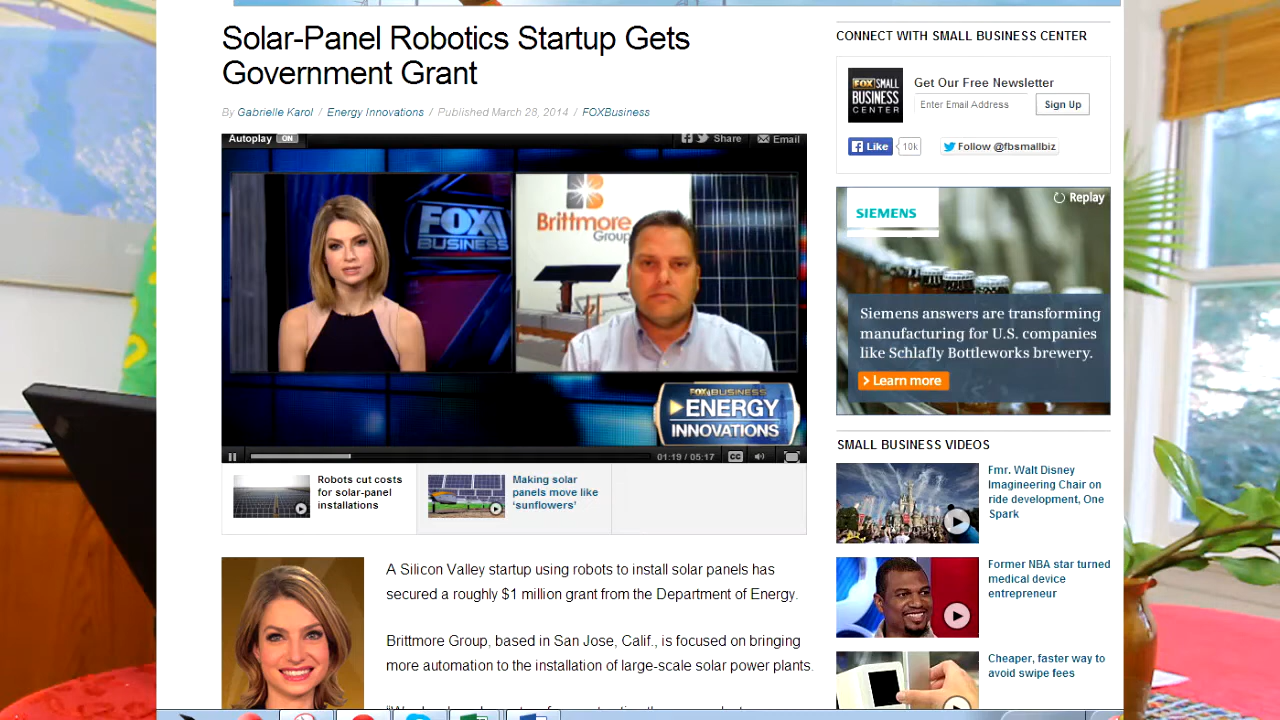 Solar-Panel Robotics Startup Gets
Government Grant
By Gabrielle Karol / Energy Innovations / Published March 28, 2014 / FOXBusiness
Autoplay ON
Share
Email
FOX
BUSINESS
Brittmore
Group
FOX BUSINESS
ENERGY
INNOVATIONS
01:19 / 05:17
CC
Robots cut costs
for solar-panel
installations
Making solar
panels move like
‘sunflowers’
A Silicon Valley startup using robots to install solar panels has
secured a roughly $1 million grant from the Department of Energy.
Brittmore Group, based in San Jose, Calif., is focused on bringing
more automation to the installation of large-scale solar power plants.
CONNECT WITH SMALL BUSINESS CENTER
FOX SMALL
BUSINESS
CENTER
Get Our Free Newsletter
Enter Email Address
Sign Up
Like
10k
Follow @fbsmallbiz
SIEMENS
Replay
Siemens answers are transforming
manufacturing for U.S. companies
like Schlafly Bottleworks brewery.
> Learn more
SMALL BUSINESS VIDEOS
Fmr. Walt Disney
Imagineering Chair on
ride development, One
Spark
Former NBA star turned
medical device
entrepreneur
Cheaper, faster way to
avoid swipe fees